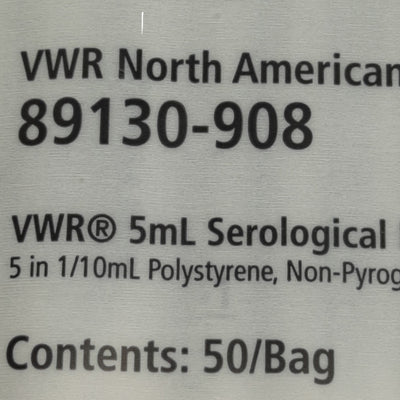 VWR North American
89130-908
VWR® 5mL Serological
5 in 1/10mL Polystyrene, Non-Pyrog
Contents: 50/Bag